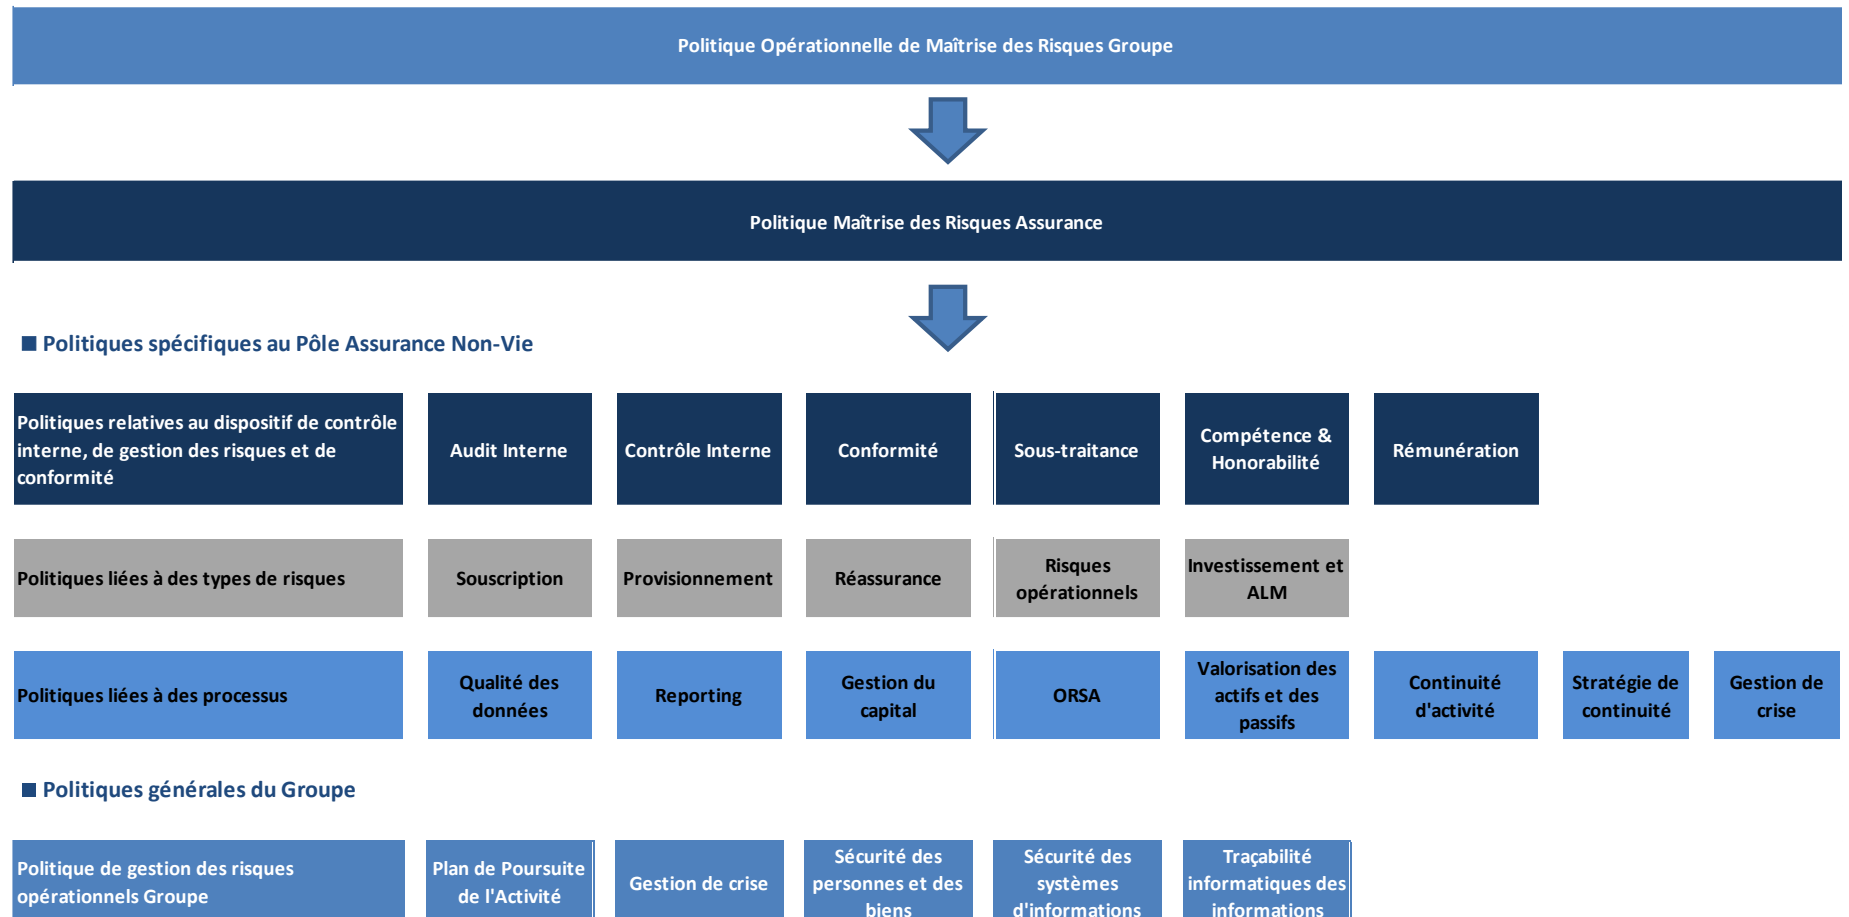 Politique Opérationnelle de Maîtrise des Risques Groupe
Politique Maîtrise des Risques Assurance
■ Politiques spécifiques au Pôle Assurance Non-Vie
Politiques relatives au dispositif de contrôle
interne, de gestion des risques et de
conformité
Audit Interne
Contrôle Interne
Conformité
Sous-traitance
Compétence &
Honorabilité
Rémunération
Politiques liées à des types de risques
Souscription
Provisionnement
Réassurance
Risques
opérationnels
Investissement et
ALM
Politiques liées à des processus
Qualité des
données
Reporting
Gestion du
capital
ORSA
Valorisation des
actifs et des
passifs
Continuité
d'activité
Stratégie de
continuité
Gestion de
crise
■ Politiques générales du Groupe
Politique de gestion des risques
opérationnels Groupe
Plan de Poursuite
de l'Activité
Gestion de crise
Sécurité des
personnes et des
biens
Sécurité des
systèmes
d'informations
Traçabilité
informatiques des
informations